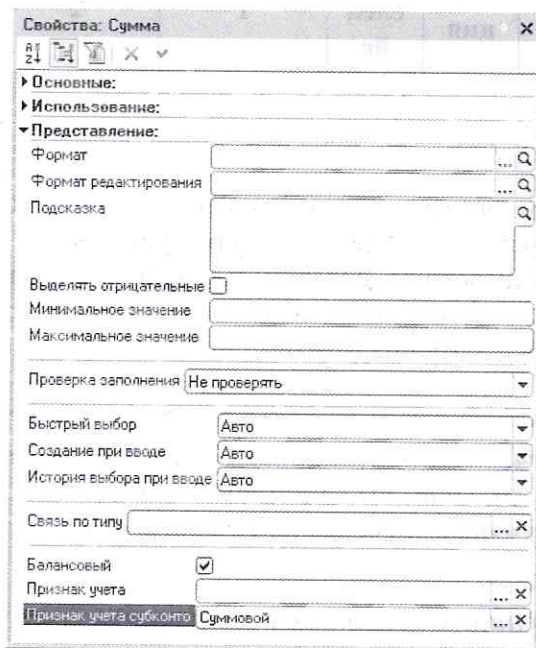 Свойства: Сумма
Основные:
Использование:
Представление:
Формат
Формат редактирования
Подсказка
Выделять отрицательные
Минимальное значение
Максимальное значение
Проверка заполнения Не проверять
Быстрый выбор Авто
Создание при вводе Авто
История выбора при вводе Авто
Связь по типу
Балансовый
Признак учета
Признак учета субконто Суммовой